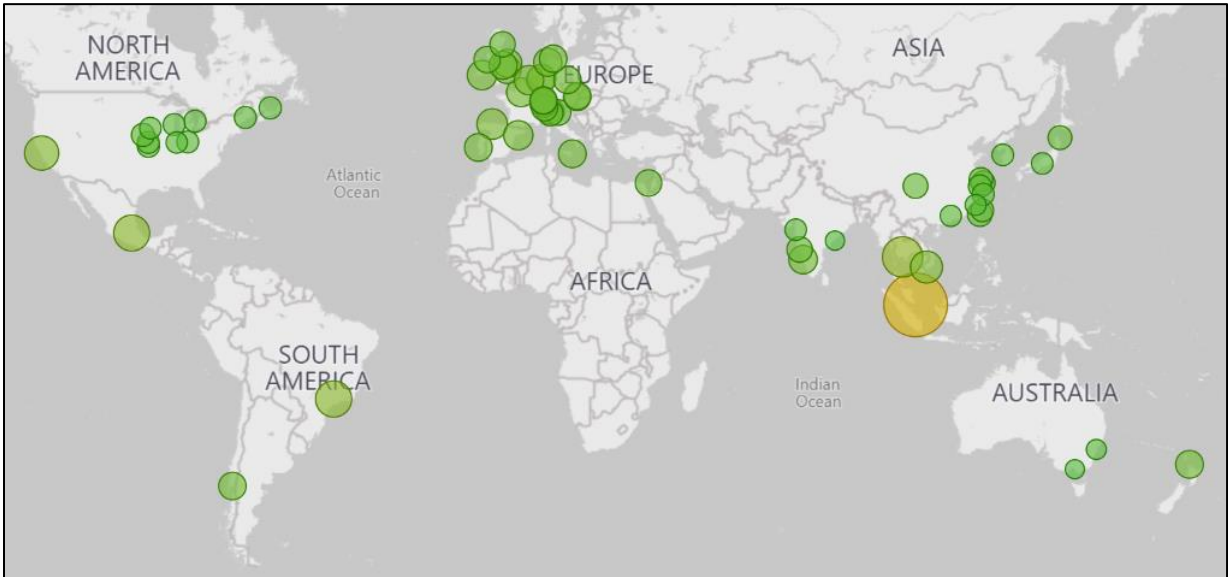 NORTH
AMERICA
ASIA
EUROPE
Atlantic
Ocean
AFRICA
SOUTH
AMERICA
Indian
Ocean
AUSTRALIA